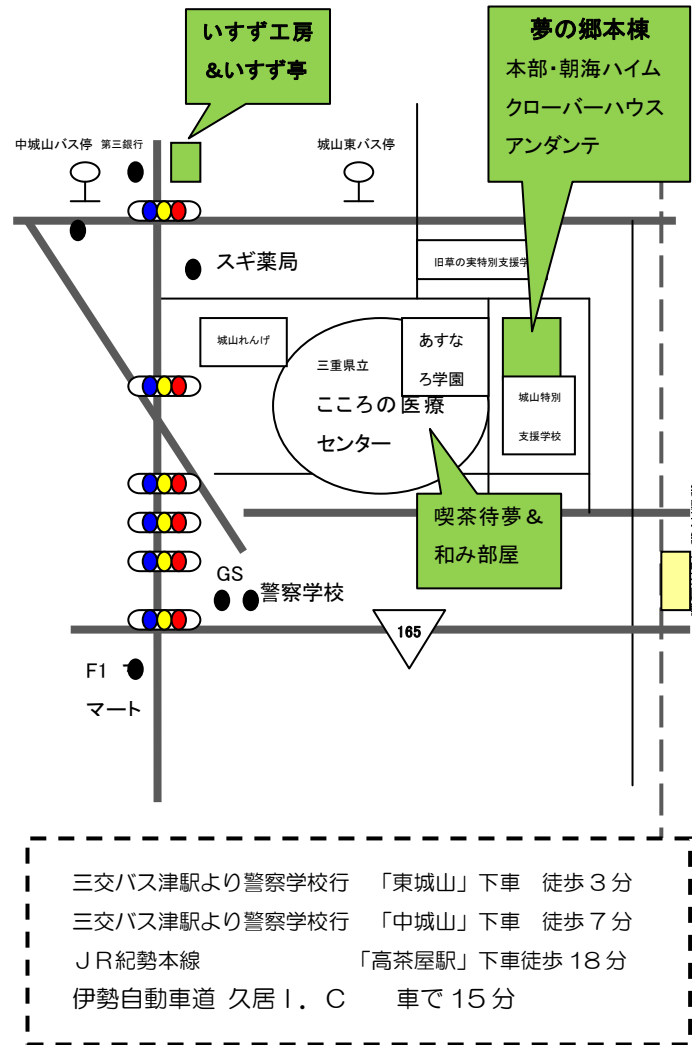 いすず工房
&いすず亭
夢の郷本棟
本部・朝海ハイム
クローバーハウス
アンダンテ
中城山バス停
第三銀行
城山東バス停
スギ薬局
旧草の実特別支援学
城山れんげ
三重県立
こころの医療
センター
あすな
ろ学園
城山特別
支援学校
喫茶待夢&
和み部屋
GS
警察学校
165
F1
マート
三交バス津駅より警察学校行 「東城山」下車 徒歩3分
三交バス津駅より警察学校行 「中城山」下車 徒歩7分
JR紀勢本線 「高茶屋駅」下車徒歩18分
伊勢自動車道 久居I.C 車で15分